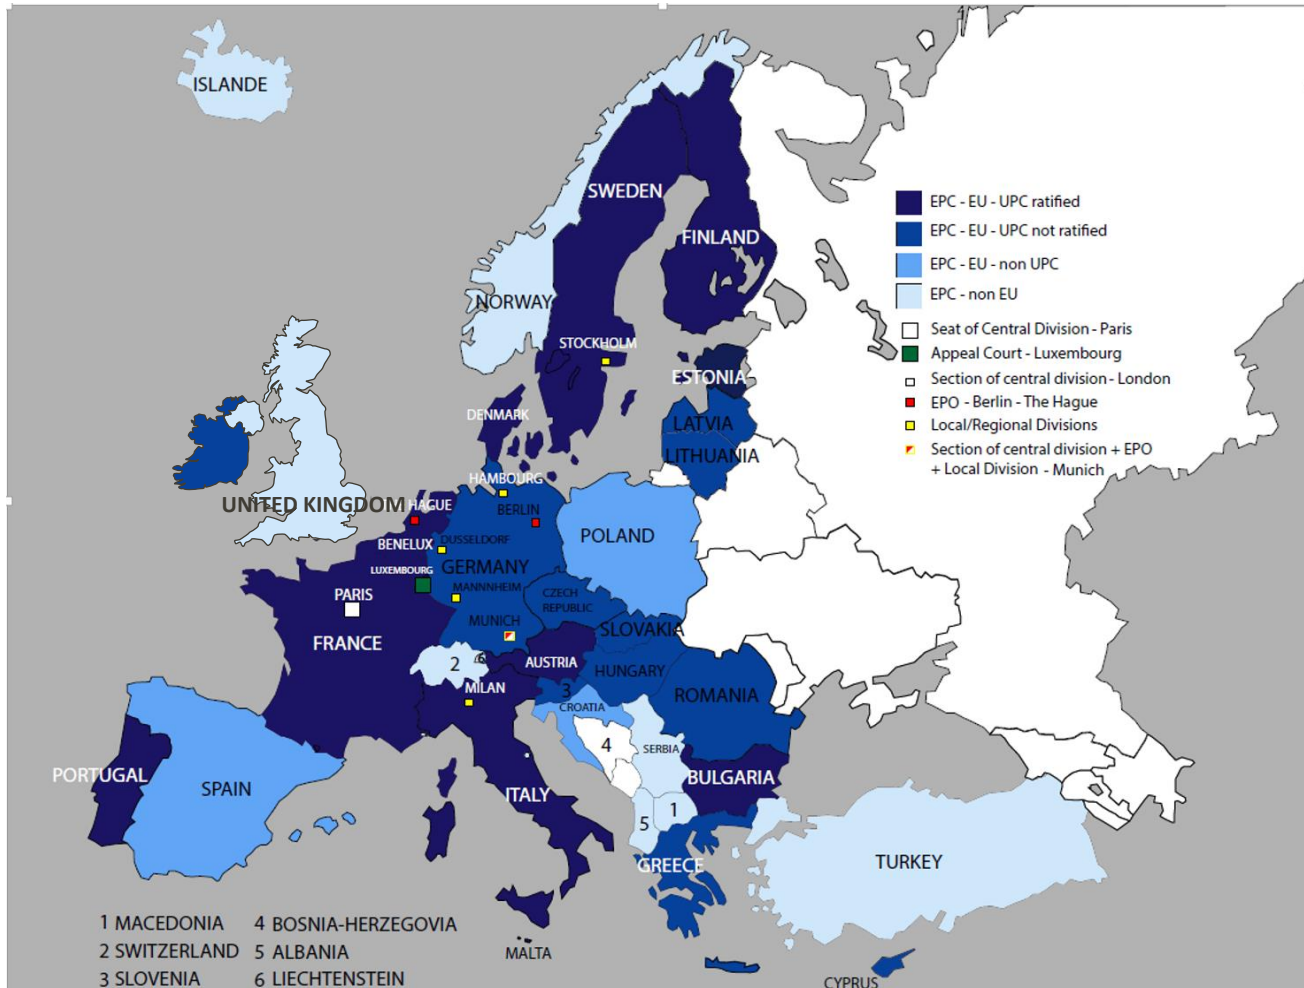 ISLANDE
SWEDEN
FINLAND
NORWAY
STOCKHOLM
ESTONIA
DENMARK
LATVIA
LITHUANIA
HAMBOURG
UNITED KINGDOM
HAGUE
BERLIN
POLAND
BENELUX
DUSSELDORF
GERMANY
LUXEMBOURG
MANNNHEIM
CZECH
REPUBLIC
PARIS
MUNICH
SLOVAKIA
FRANCE
2
6
AUSTRIA
HUNGARY
MILAN
3
ROMANIA
CROATIA
4
SERBIA
PORTUGAL
SPAIN
ITALY
BULGARIA
1
5
GREECE
TURKEY
MALTA
CYPRUS
EPC - EU - UPC ratified
EPC - EU - UPC not ratified
EPC - EU - non UPC
EPC - non EU
Seat of Central Division - Paris
Appeal Court - Luxembourg
Section of central division - London
EPO - Berlin - The Hague
Local/Regional Divisions
Section of central division + EPO
+ Local Division - Munich
1 MACEDONIA
2 SWITZERLAND
3 SLOVENIA
4 BOSNIA-HERZEGOVIA
5 ALBANIA
6 LIECHTENSTEIN